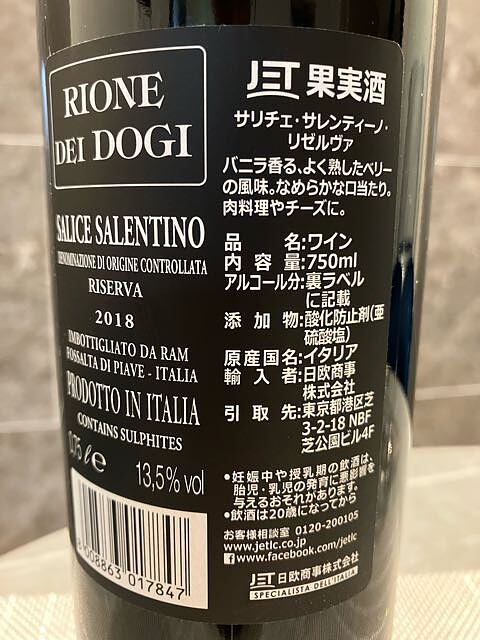 RIONE
DEI DOGI
SALICE SALENTINO
DENOMINAZIONE DI ORIGINE CONTROLLATA
RISERVA
2018
IMBOTTIGLIATO DA RAM
FOSSALTA DI PIAVE - ITALIA
PRODOTTO IN ITALIA
CONTAINS SULPHITES
0,75 ℓ e
13,5% vol
8 008863 017847
JET 果実酒
サリチェ・サレンティーノ・
リゼルヴァ
バニラ香る、よく熟したベリー
の風味。なめらかな口当たり。
肉料理やチーズに。
品名:ワイン
内容量:750ml
アルコール分:裏ラベル
に記載
添加物:酸化防止剤(亜
硫酸塩)
原産国名:イタリア
輸入者:日欧商事
株式会社
引取先:東京都港区芝
3-2-18 NBF
芝公園ビル4F
・妊娠中や授乳期の飲酒は、
胎児・乳児の発育に悪影響を
与えるおそれがあります。
・飲酒は20歳になってから
お客様相談室 0120-200105
www.jetlc.co.jp
f www.facebook.com/jetlc
JET 日欧商事株式会社
SPECIALISTA DELL'ITALIA